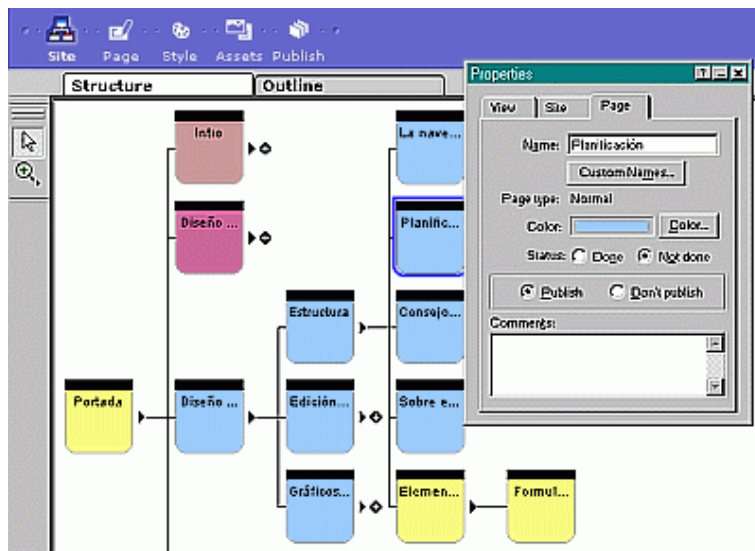 Site Page Style Assets Publish
Structure Outline
Properties
View Site Page
Name: Planificación
Custom Names...
Page type: Normal
Color: Color...
Status: Done Not done
Publish Don't publish
Comments:
Intro La nave...
Diseño ... Planific...
Estructura Consejo...
Portada Diseño ... Edición... Sobre e...
Gráficos... Elemen... Formul...